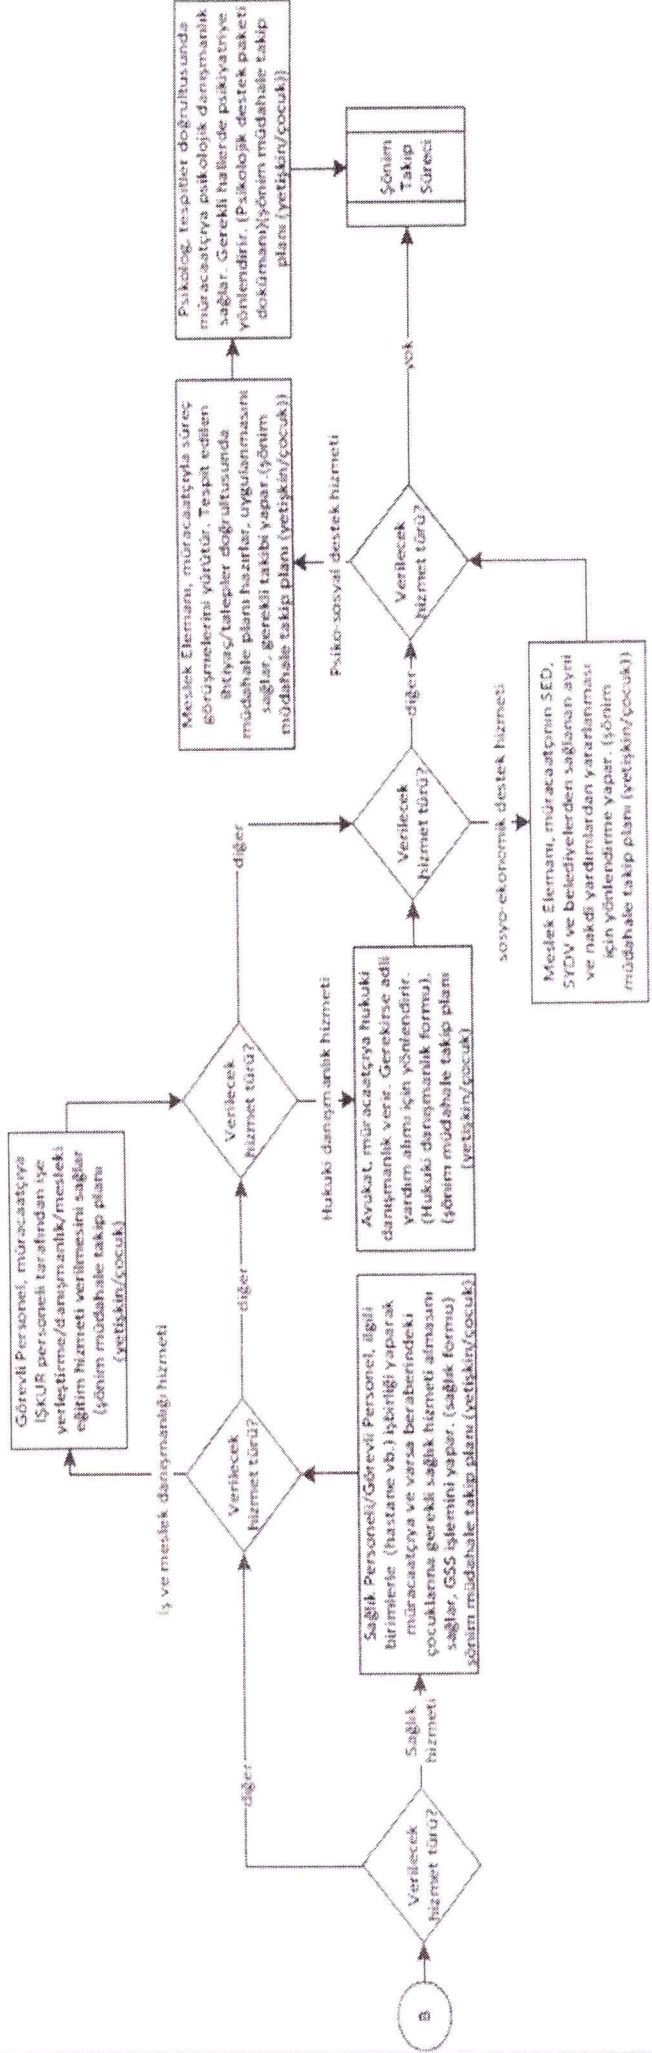 B
Verilecek
hizmet türü?
diğer
Sağlık
hizmeti
Sağlık Personeli/Görevli Personel, ilgili
birimlerle (hastane vb.) işbirliği yaparak
müracaatçıya ve varsa beraberindeki
çocuklarına gerekli sağlık hizmeti almasını
sağlar, GSS işlemini yapar. (sağlık formu)
şönim müdahale takip planı (yetişkin/çocuk)
Verilecek
hizmet türü?
İş ve meslek danışmanlığı hizmeti
Görevli Personel, müracaatçıya
İŞKUR personeli tarafından işe
yerleştirme/danışmanlık/mesleki
eğitim hizmeti verilmesini sağlar
(şönim müdahale takip planı
(yetişkin/çocuk)
diğer
Verilecek
hizmet türü?
Hukuki danışmanlık hizmeti
Avukat, müracaatçıya hukuki
danışmanlık verir. Gerekirse adli
yardım alımı için yönlendirir.
(Hukuki danışmanlık formu),
(şönim müdahale takip planı
(yetişkin/çocuk)
diğer
Verilecek
hizmet türü?
sosyo-ekonomik destek hizmeti
Meslek Elemanı, müracaatçının SED,
SYDV ve belediyelerden sağlanan ayni
ve nakdi yardımlardan yararlanması
için yönlendirme yapar. (şönim
müdahale takip planı (yetişkin/çocuk))
diğer
Verilecek
hizmet türü?
Psiko-sosyal destek hizmeti
Meslek Elemanı, müracaatçıyla süreç
görüşmelerini yürütür. Tespit edilen
ihtiyaç/talepler doğrultusunda
müdahale planı hazırlar, uygulanmasını
sağlar, gerekli takibi yapar.(şönim
müdahale takip planı (yetişkin/çocuk))
Psikolog, tespitler doğrultusunda
müracaatçıya psikolojik danışmanlık
sağlar. Gerekli hallerde psikiyatriye
yönlendirir. (Psikolojik destek paketi
dokümanı)(şönim müdahale takip
planı (yetişkin/çocuk))
yok
Şönim
Takip
Süreci